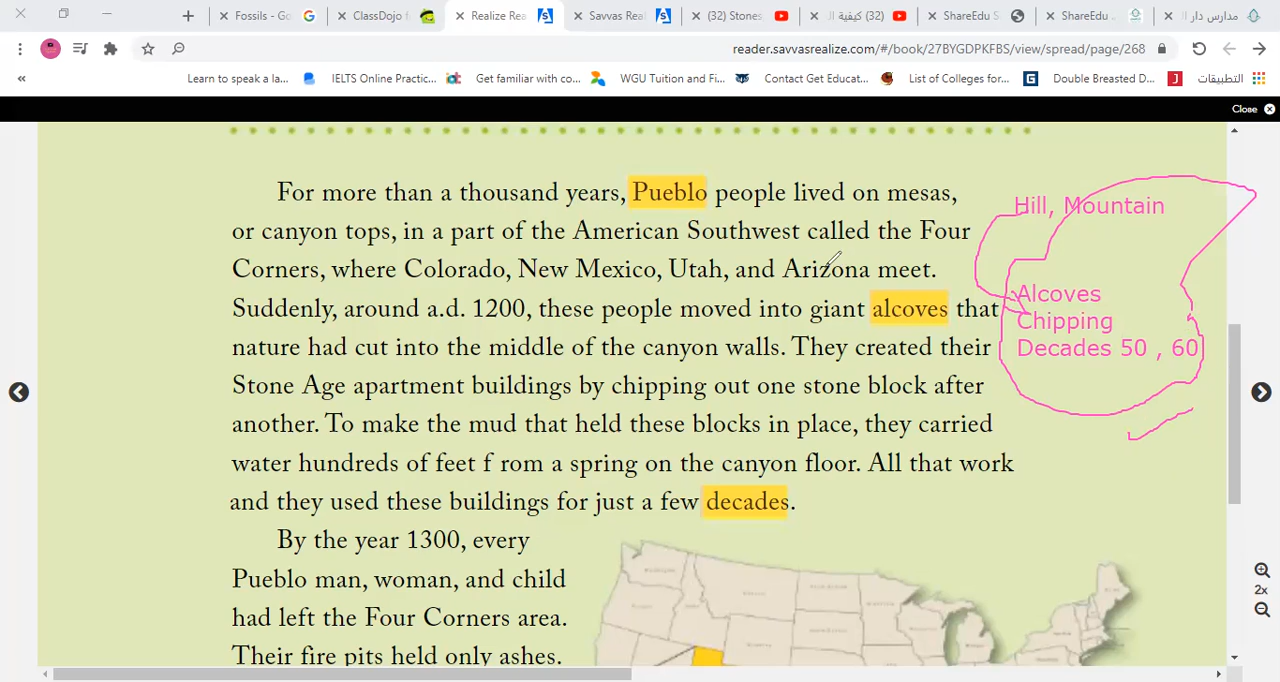 Fossils - Go
ClassDojo
Realize Rea
Savvas Rea
(32) Stones
(32) كيفية ال
ShareEdu S
ShareEdu
مدارس دار ال
reader.savvasrealize.com/#/book/27BYGDPKFBS/view/spread/page/268
Learn to speak a la...
IELTS Online Practic...
Get familiar with co...
WGU Tuition and Fi...
Contact Get Educat...
List of Colleges for...
Double Breasted D...
التطبيقات
Close
For more than a thousand years, Pueblo people lived on mesas,
or canyon tops, in a part of the American Southwest called the Four
Corners, where Colorado, New Mexico, Utah, and Arizona meet.
Suddenly, around a.d. 1200, these people moved into giant alcoves that
nature had cut into the middle of the canyon walls. They created their
Stone Age apartment buildings by chipping out one stone block after
another. To make the mud that held these blocks in place, they carried
water hundreds of feet f rom a spring on the canyon floor. All that work
and they used these buildings for just a few decades.
By the year 1300, every
Pueblo man, woman, and child
had left the Four Corners area.
Their fire pits held only ashes.
Hill, Mountain
Alcoves
Chipping
Decades 50 , 60
2x